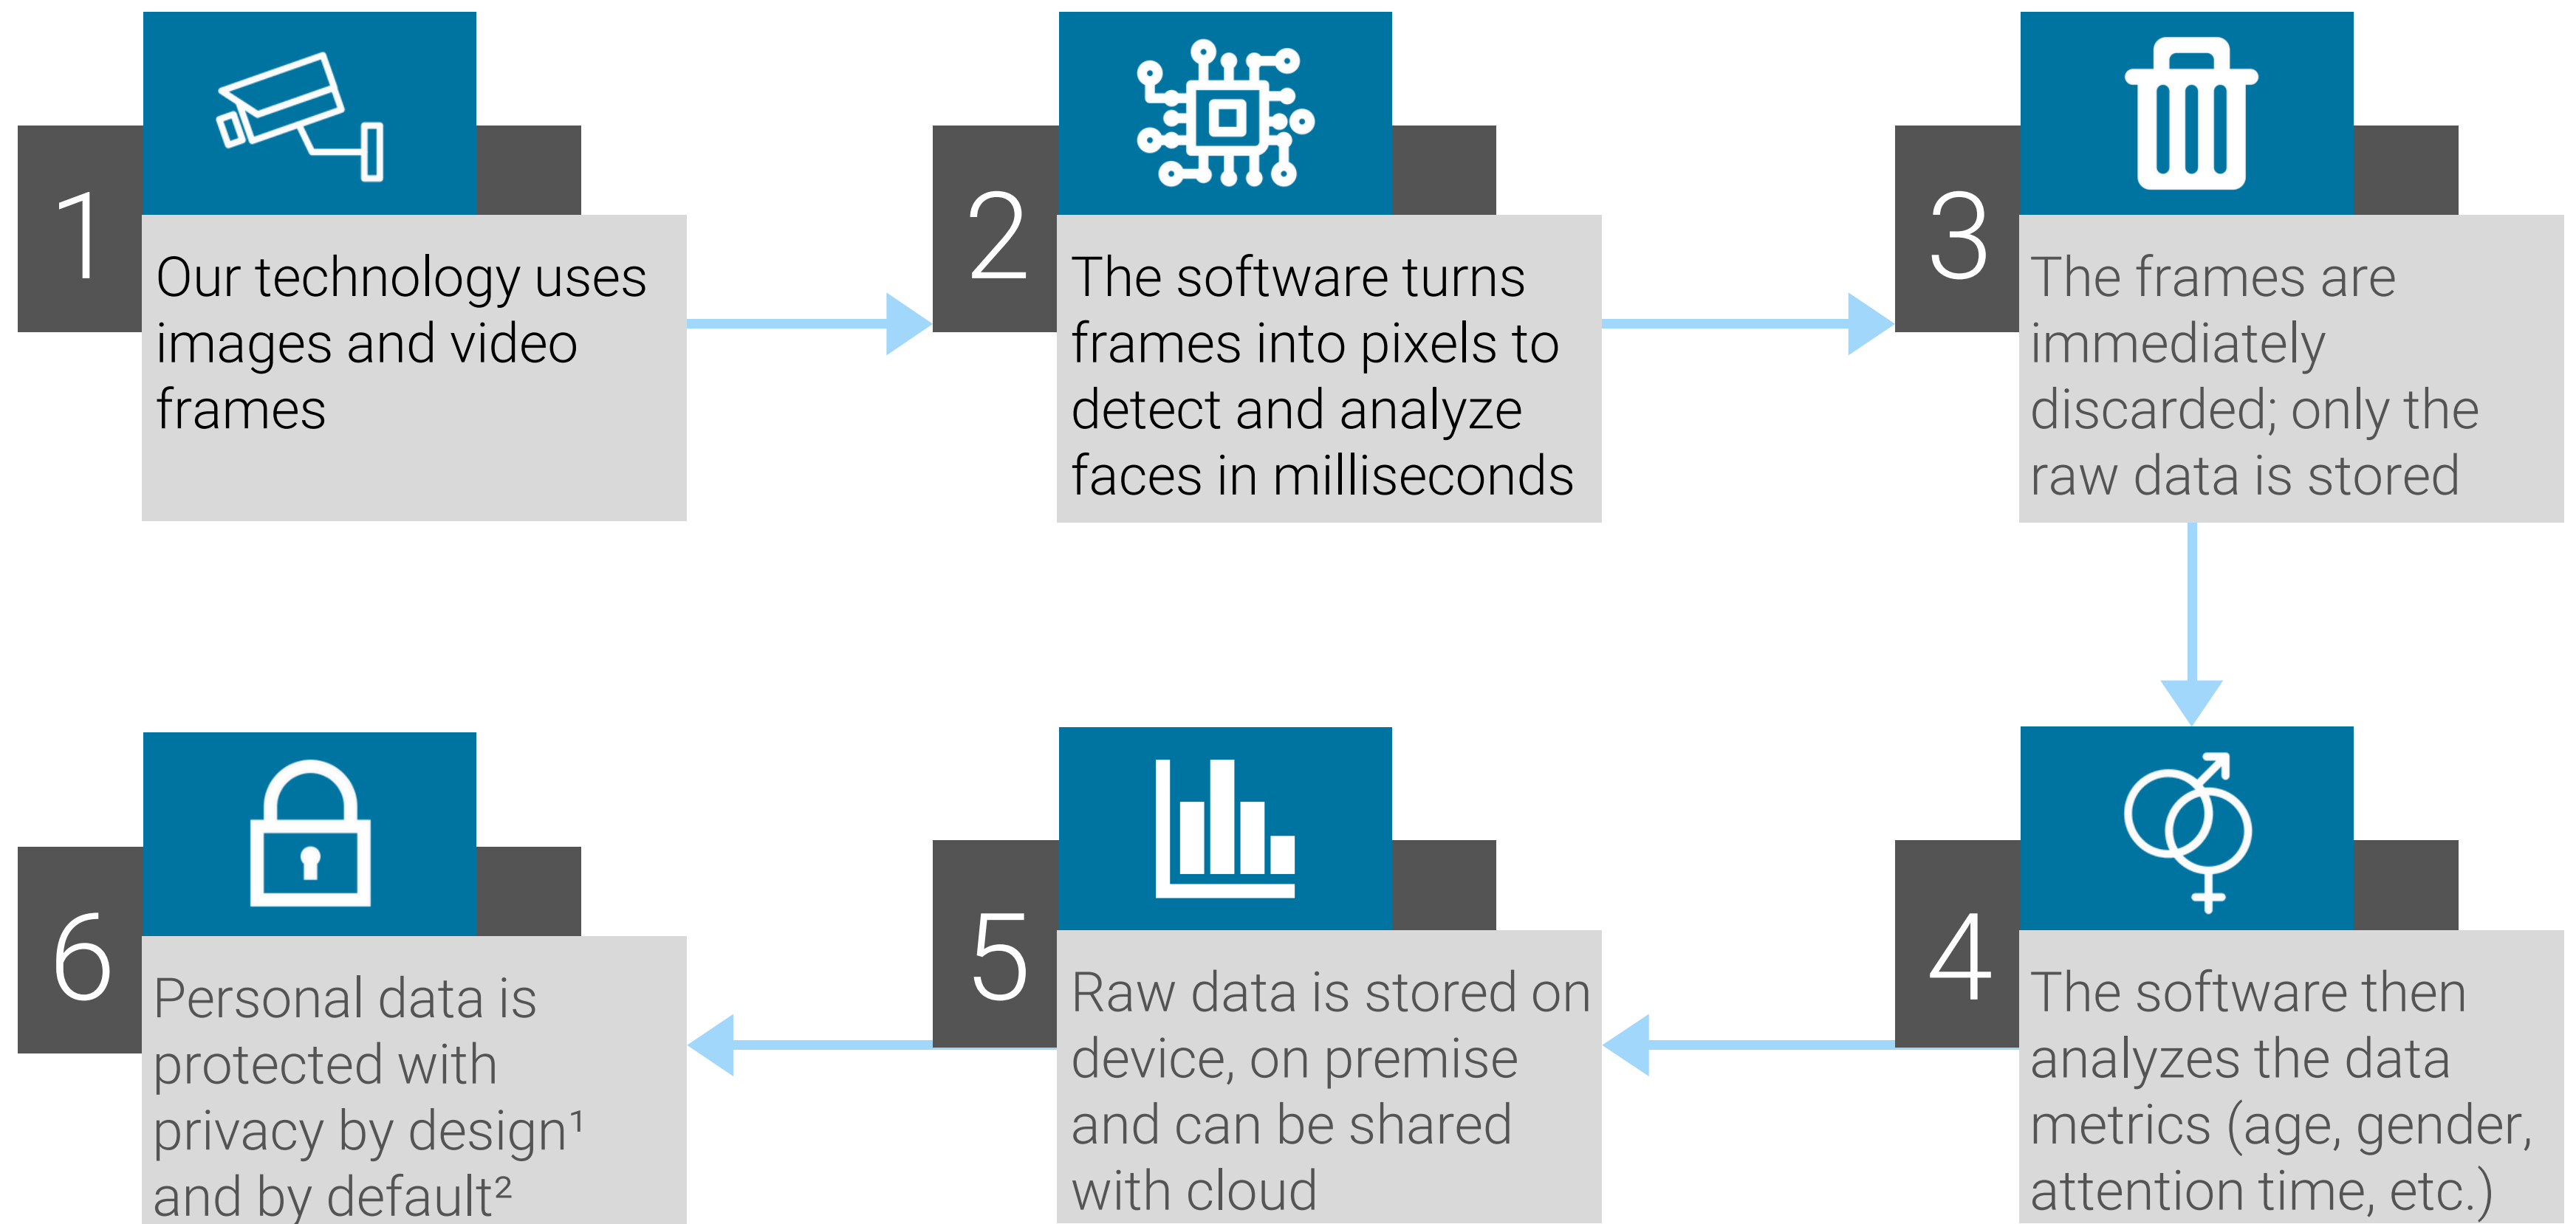 1
Our technology uses
images and video
frames
2
The software turns
frames into pixels to
detect and analyze
faces in milliseconds
3
The frames are
immediately
discarded; only the
raw data is stored
4
The software then
analyzes the data
metrics (age, gender,
attention time, etc.)
5
Raw data is stored on
device, on premise
and can be shared
with cloud
6
Personal data is
protected with
privacy by design¹
and by default²